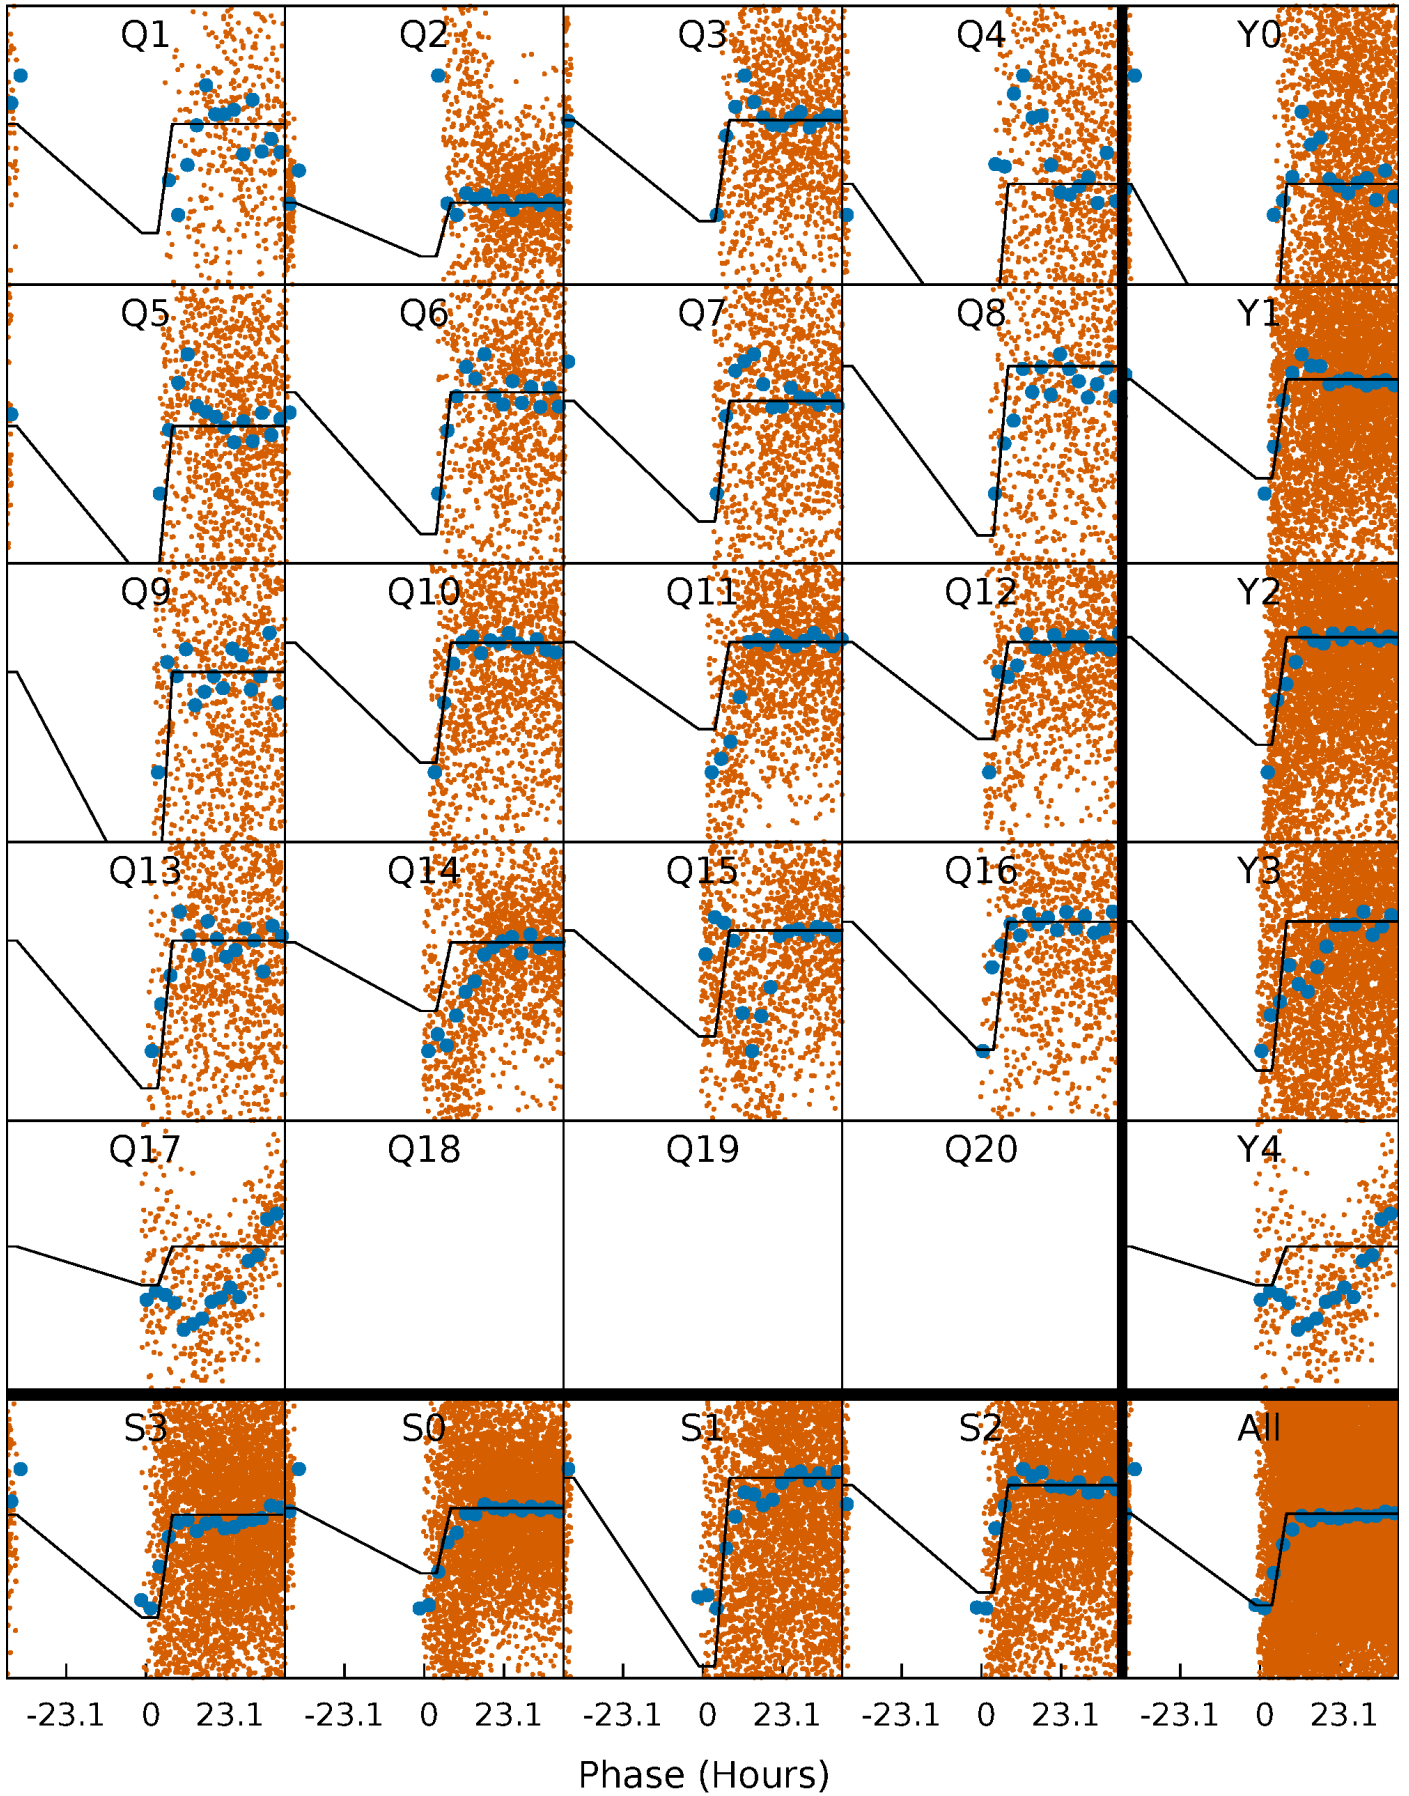 Q1 Q2 Q3 Q4 Y0
Q5 Q6 Q7 Q8 Y1
Q9 Q10 Q11 Q12 Y2
Q13 Q14 Q15 Q16 Y3
Q17 Q18 Q19 Q20 Y4
S3 S0 S1 S2 All
-23.1 0 23.1 -23.1 0 23.1 -23.1 0 23.1 -23.1 0 23.1 -23.1 0 23.1
Phase (Hours)